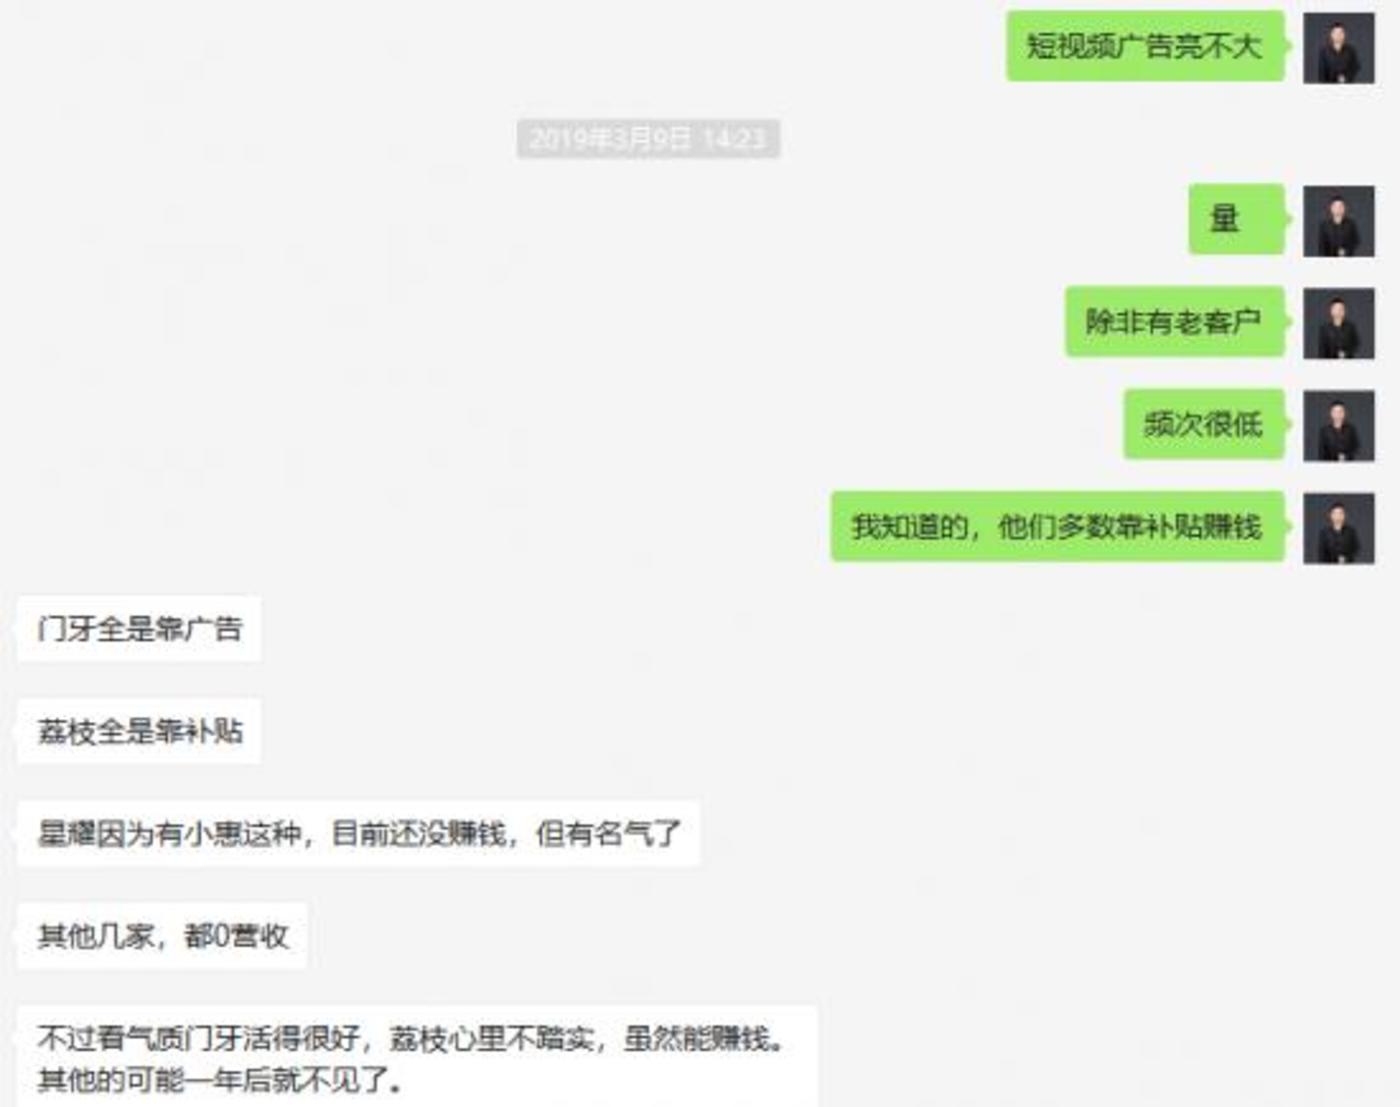 短视频广告亮不大
2019年3月9日 14:23
量
除非有老客户
频次很低
我知道的，他们多数靠补贴赚钱
门牙全是靠广告
荔枝全是靠补贴
星耀因为有小惠这种，目前还没赚钱，但有名气了
其他几家，都0营收
不过看气质门牙活得很好，荔枝心里不踏实，虽然能赚钱。
其他的可能一年后就不见了。